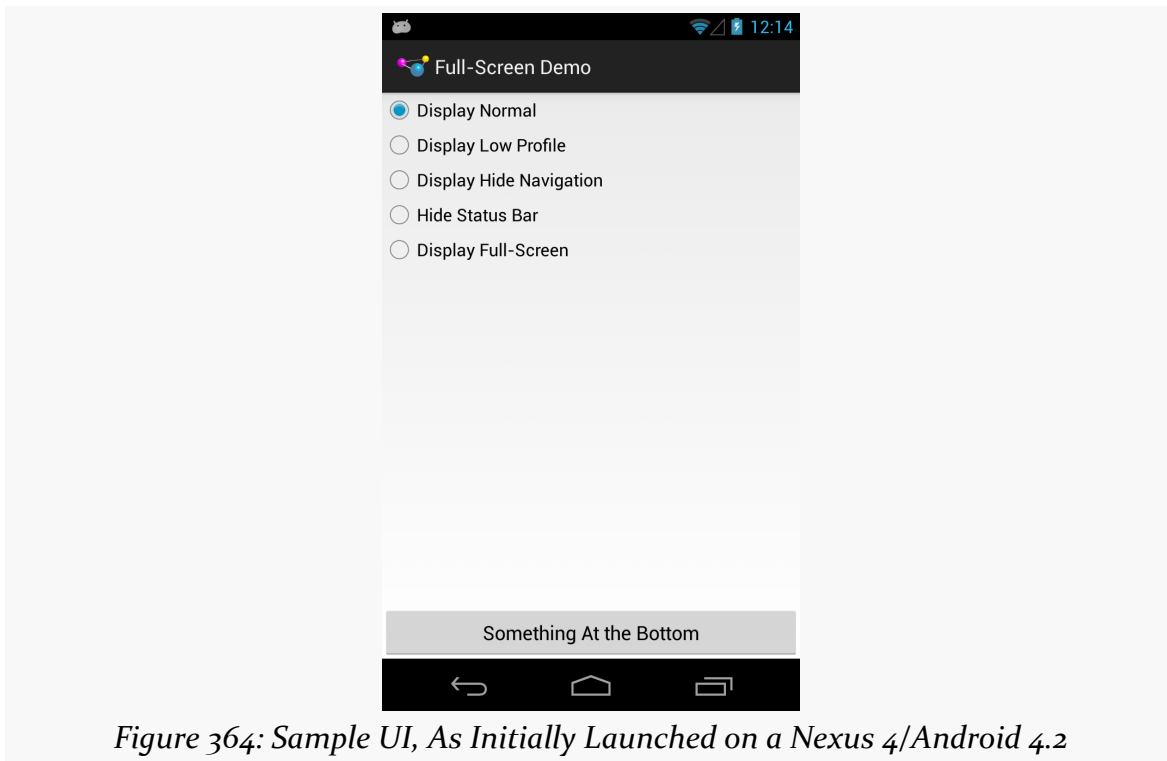 12:14
Full-Screen Demo
Display Normal
Display Low Profile
Display Hide Navigation
Hide Status Bar
Display Full-Screen
Something At the Bottom
Figure 364: Sample UI, As Initially Launched on a Nexus 4/Android 4.2